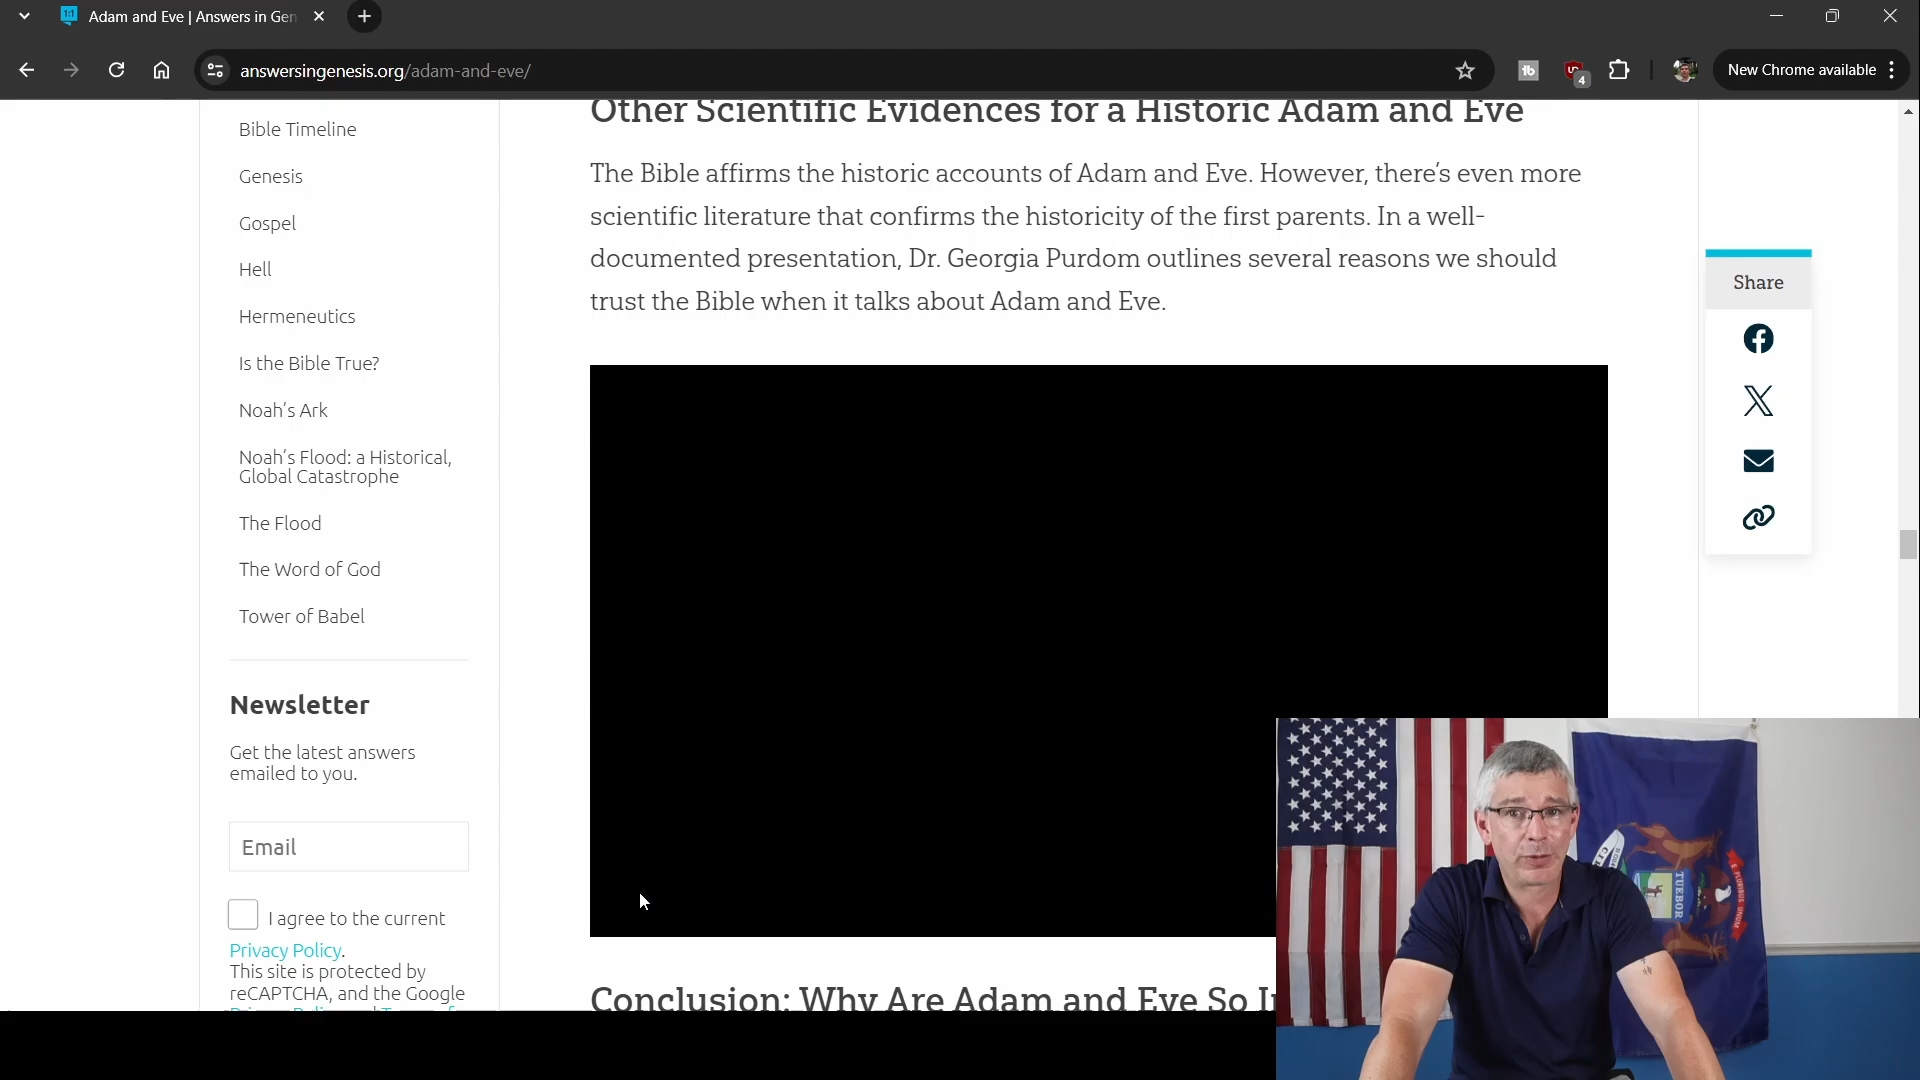 Adam and Eve | Answers in Gen
answersingenesis.org/adam-and-eve/
4
New Chrome available
Bible Timeline
Genesis
Gospel
Hell
Hermeneutics
Is the Bible True?
Noah's Ark
Noah's Flood: a Historical,
Global Catastrophe
The Flood
The Word of God
Tower of Babel
Newsletter
Get the latest answers
emailed to you.
Email
I agree to the current
Privacy Policy.
This site is protected by
reCAPTCHA, and the Google
Other Scientific Evidences for a Historic Adam and Eve
The Bible affirms the historic accounts of Adam and Eve. However, there's even more
scientific literature that confirms the historicity of the first parents. In a well-
documented presentation, Dr. Georgia Purdom outlines several reasons we should
trust the Bible when it talks about Adam and Eve.
Conclusion: Why Are Adam and Eve So
Share
TUEBOR
E PLURIBUS UNUM